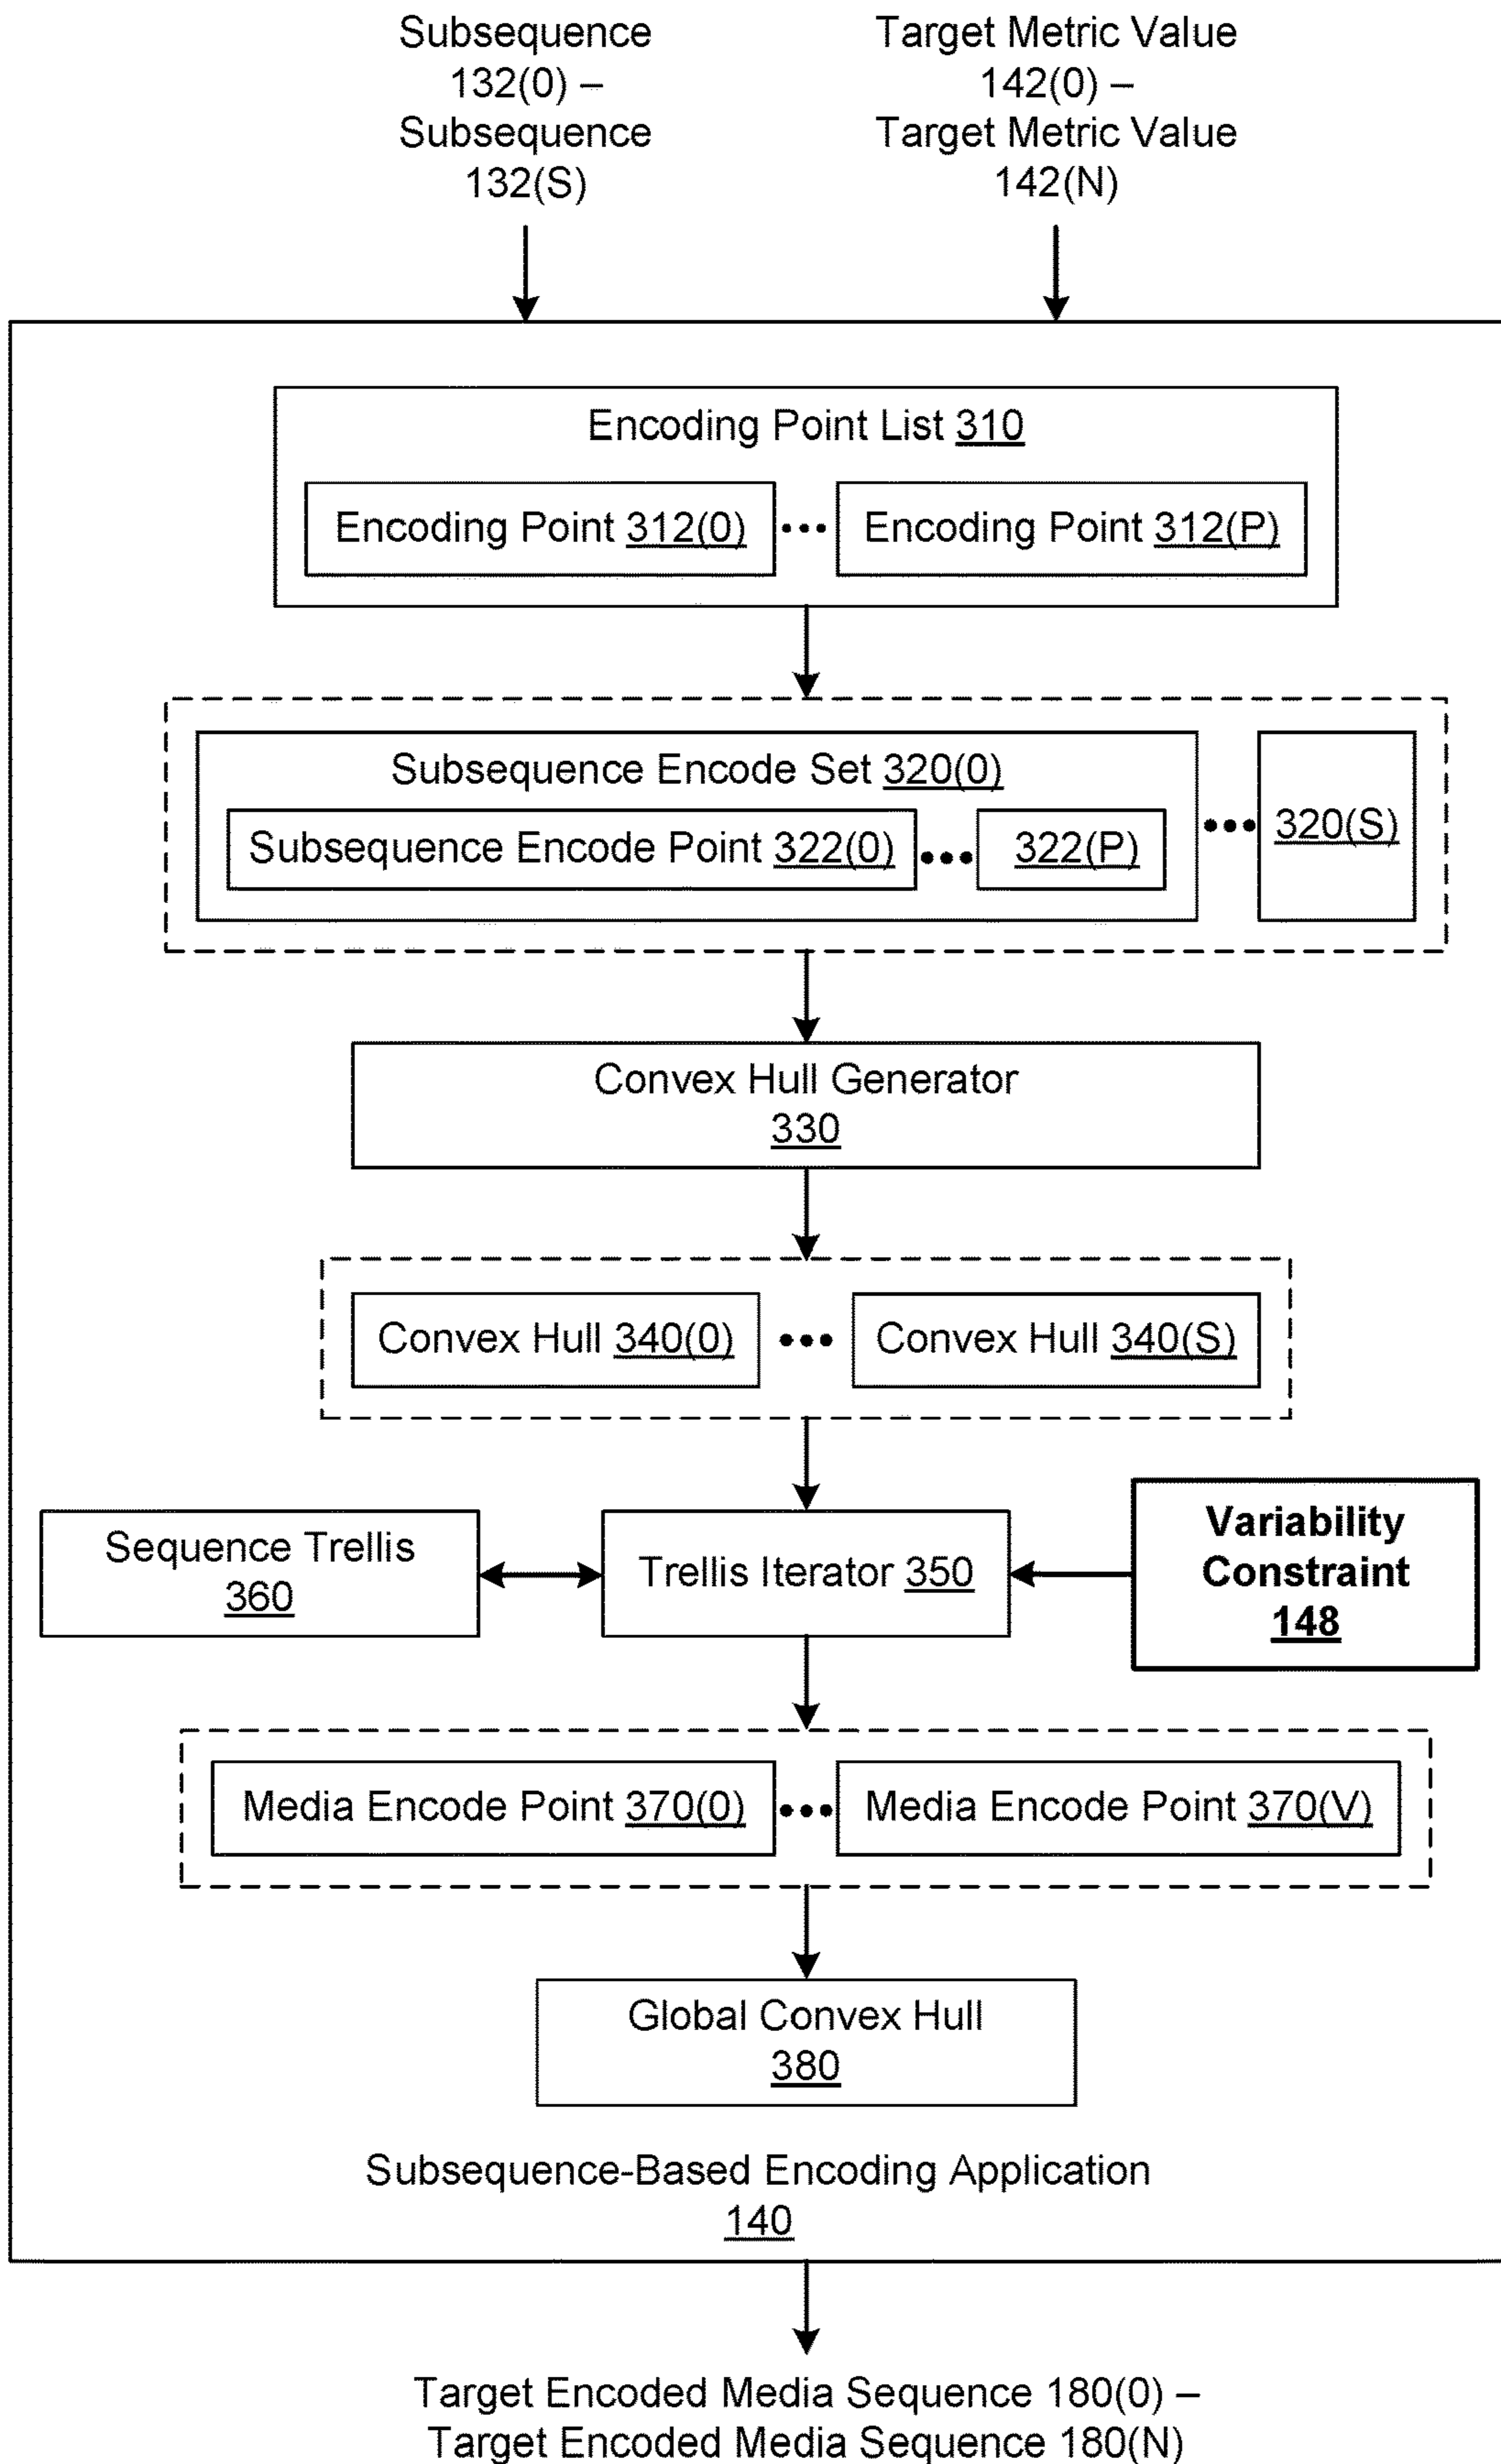 Subsequence
132(0) –
Subsequence
132(S)
Target Metric Value
142(0) –
Target Metric Value
142(N)
Encoding Point List 310
Encoding Point 312(0)
Encoding Point 312(P)
Subsequence Encode Set 320(0)
Subsequence Encode Point 322(0)
322(P)
320(S)
Convex Hull Generator
330
Convex Hull 340(0)
Convex Hull 340(S)
Sequence Trellis
360
Trellis Iterator 350
Variability
Constraint
148
Media Encode Point 370(0)
Media Encode Point 370(V)
Global Convex Hull
380
Subsequence-Based Encoding Application
140
Target Encoded Media Sequence 180(0) –
Target Encoded Media Sequence 180(N)